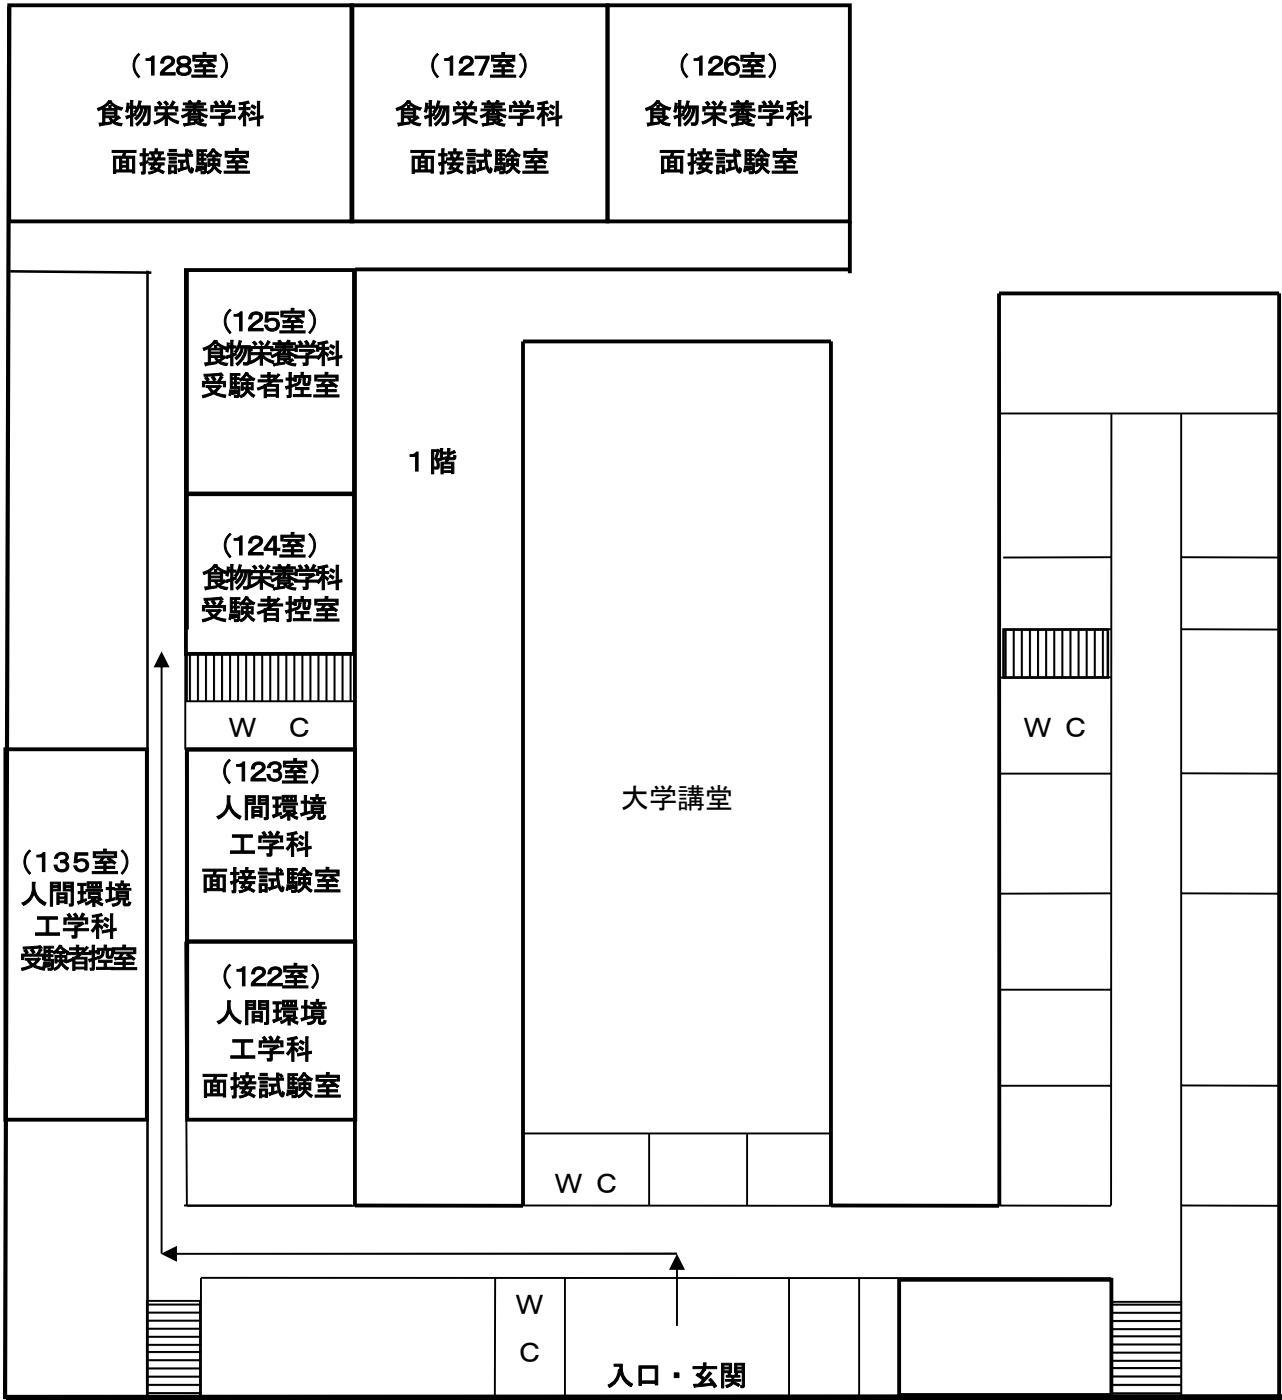 （128室）
食物栄養学科
面接試験室
（127室）
食物栄養学科
面接試験室
（126室）
食物栄養学科
面接試験室
（125室）
食物栄養学科
受験者控室
１階
（124室）
食物栄養学科
受験者控室
Ｗ　Ｃ
Ｗ Ｃ
（123室）
人間環境
工学科
面接試験室
大学講堂
（135室）
人間環境
工学科
受験者控室
（122室）
人間環境
工学科
面接試験室
Ｗ Ｃ
Ｗ
Ｃ
入口・玄関